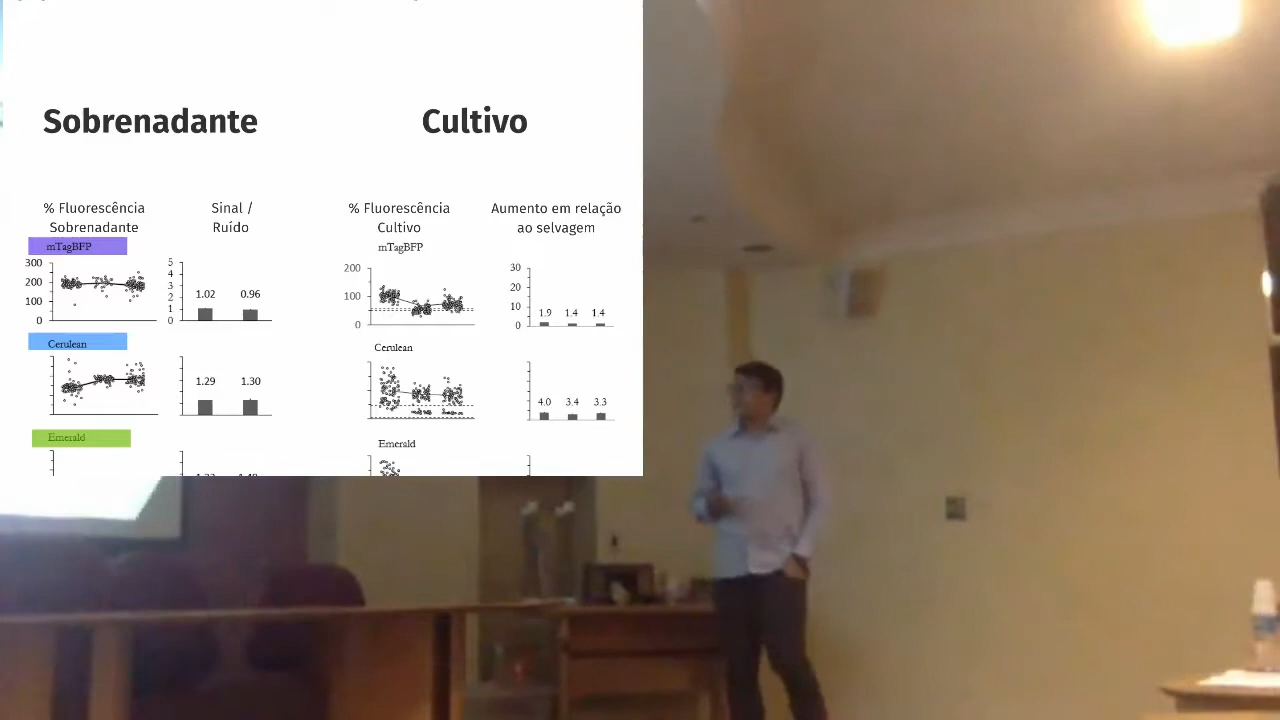 Sobrenadante
Cultivo
% Fluorescência
Sobrenadante
Sinal /
Ruído
% Fluorescência
Cultivo
Aumento em relação
ao selvagem
mTagBFP
300
200
100
0
5
4
3
2
1
0
1.02 0.96
mTagBFP
200
100
0
30
20
10
0
1.9 1.4 1.4
Cerulean
1.29 1.30
Cerulean
4.0 3.4 3.3
Emerald
Emerald